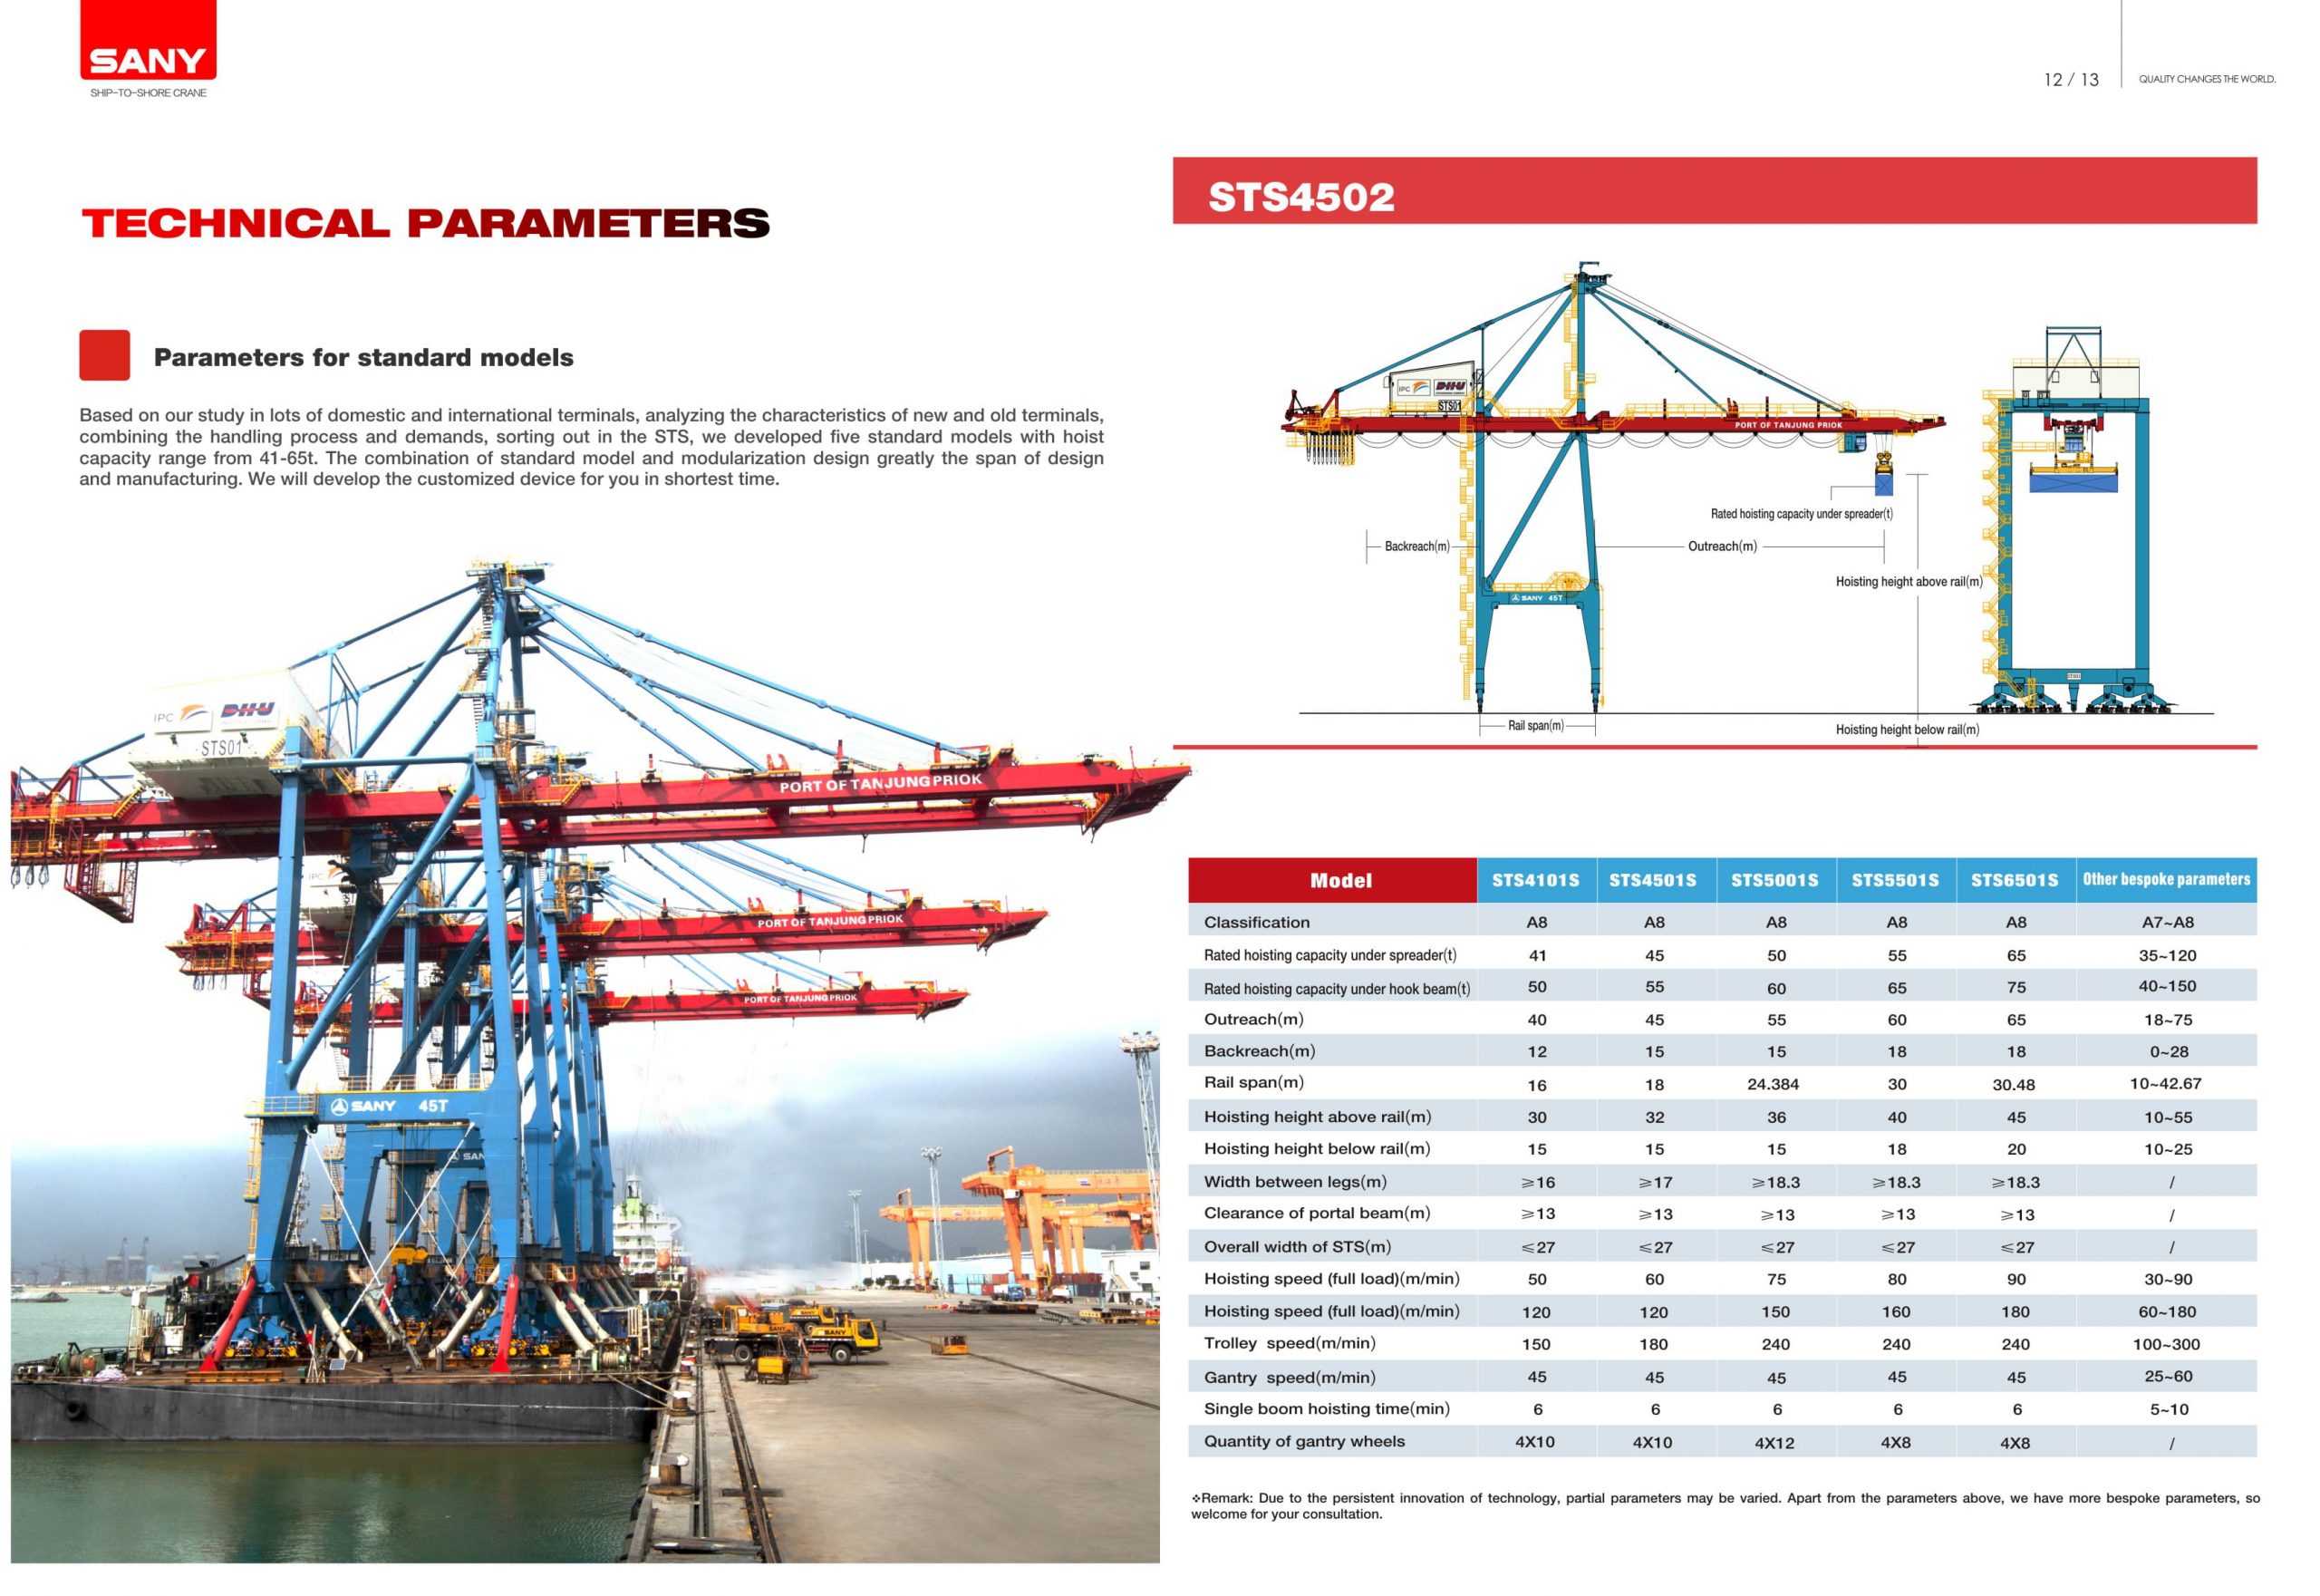 SANY
SHIP-TO-SHORE CRANE
12 / 13
QUALITY CHANGES THE WORLD.
TECHNICAL PARAMETERS
Parameters for standard models
Based on our study in lots of domestic and international terminals, analyzing the characteristics of new and old terminals,
combining the handling process and demands, sorting out in the STS, we developed five standard models with hoist
capacity range from 41-65t. The combination of standard model and modularization design greatly the span of design
and manufacturing. We will develop the customized device for you in shortest time.
IPC DHU
STS01
PORT OF TANJUNG PRIOK
IPC
PORT OF TANJUNG PRIOK
PORT OF TANJUNG PRIOK
SANY 45T
SAN
SANY
SANY
STS4502
IPC DHU
STS01
PORT OF TANJUNG PRIOK
Rated hoisting capacity under spreader(t)
Backreach(m)
Outreach(m)
Hoisting height above rail(m)
SANY 45T
STS01
Rail span(m)
Hoisting height below rail(m)
Model STS4101S STS4501S STS5001S STS5501S STS6501S Other bespoke parameters
Classification A8 A8 A8 A8 A8 A7~A8
Rated hoisting capacity under spreader(t) 41 45 50 55 65 35~120
Rated hoisting capacity under hook beam(t) 50 55 60 65 75 40~150
Outreach(m) 40 45 55 60 65 18~75
Backreach(m) 12 15 15 18 18 0~28
Rail span(m) 16 18 24.384 30 30.48 10~42.67
Hoisting height above rail(m) 30 32 36 40 45 10~55
Hoisting height below rail(m) 15 15 15 18 20 10~25
Width between legs(m) ⩾16 ⩾17 ⩾18.3 ⩾18.3 ⩾18.3 /
Clearance of portal beam(m) ⩾13 ⩾13 ⩾13 ⩾13 ⩾13 /
Overall width of STS(m) ⩽27 ⩽27 ⩽27 ⩽27 ⩽27 /
Hoisting speed (full load)(m/min) 50 60 75 80 90 30~90
Hoisting speed (full load)(m/min) 120 120 150 160 180 60~180
Trolley speed(m/min) 150 180 240 240 240 100~300
Gantry speed(m/min) 45 45 45 45 45 25~60
Single boom hoisting time(min) 6 6 6 6 6 5~10
Quantity of gantry wheels 4X10 4X10 4X12 4X8 4X8 /
❖Remark: Due to the persistent innovation of technology, partial parameters may be varied. Apart from the parameters above, we have more bespoke parameters, so
welcome for your consultation.